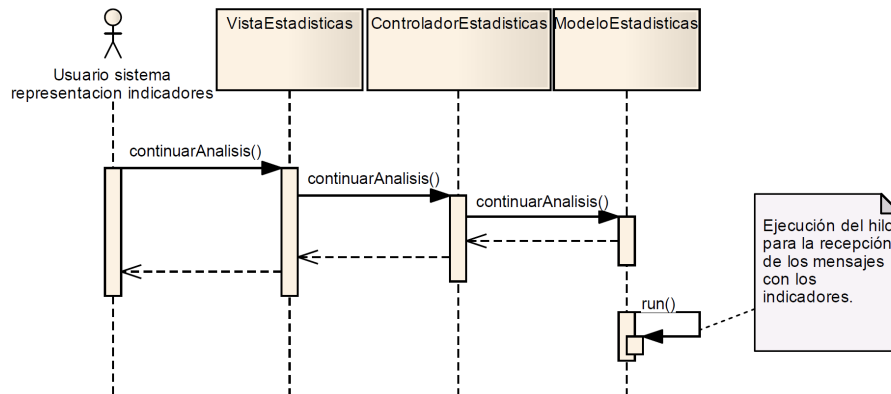 VistaEstadisticas
ControladorEstadisticas
ModeloEstadisticas
Usuario sistema
representacion indicadores
continuarAnalisis()
continuarAnalisis()
continuarAnalisis()
Ejecución del hilo
para la recepción
de los mensajes
con los
indicadores.
run()